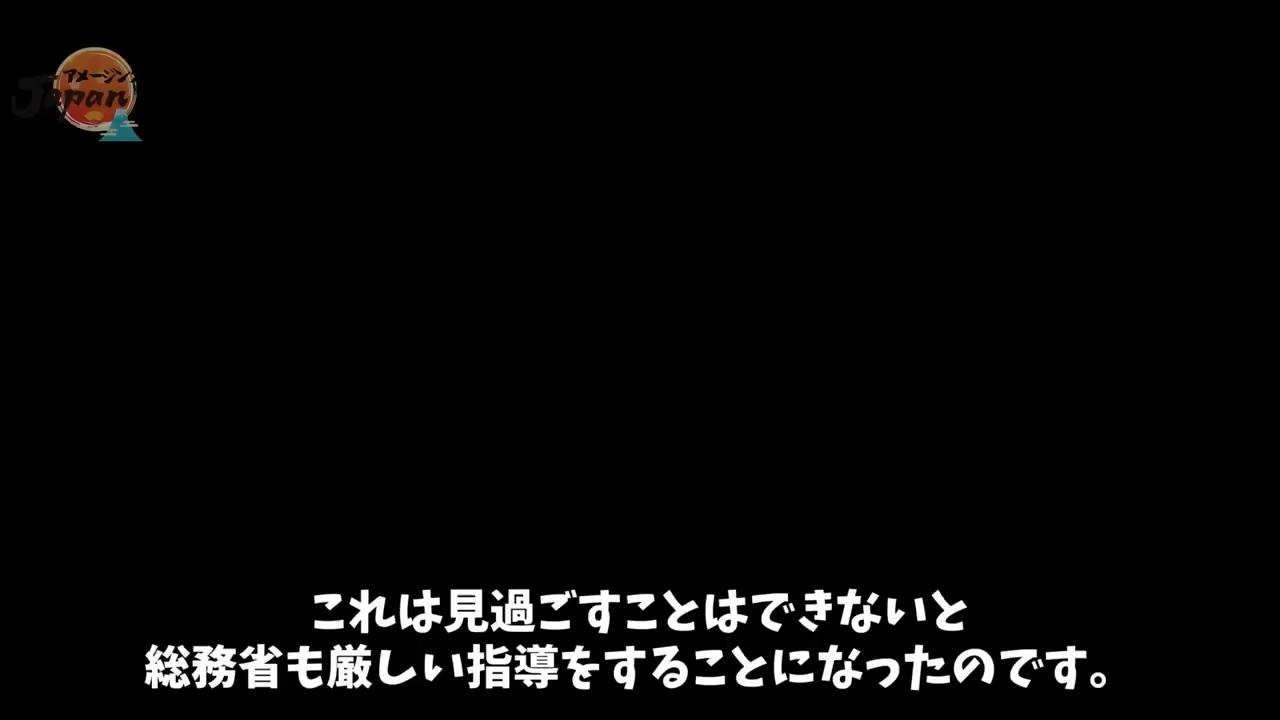 アメージン
Japan
これは見過ごすことはできないと
総務省も厳しい指導をすることになったのです。